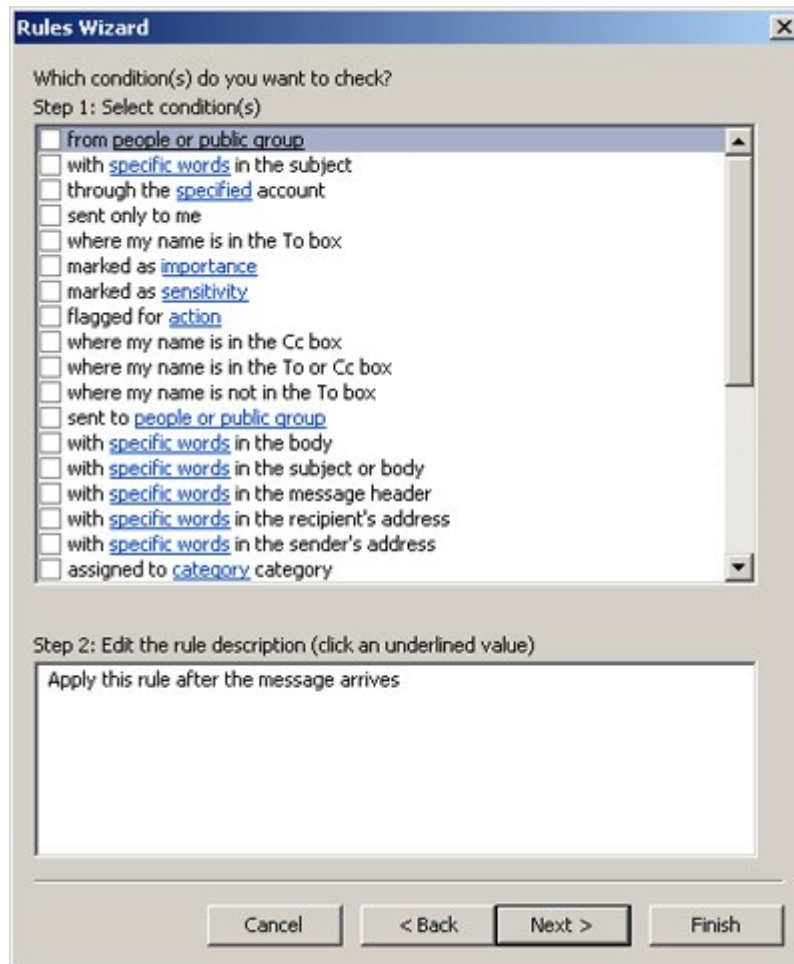 Rules Wizard
Which condition(s) do you want to check?
Step 1: Select condition(s)
from people or public group
with specific words in the subject
through the specified account
sent only to me
where my name is in the To box
marked as importance
marked as sensitivity
flagged for action
where my name is in the Cc box
where my name is in the To or Cc box
where my name is not in the To box
sent to people or public group
with specific words in the body
with specific words in the subject or body
with specific words in the message header
with specific words in the recipient's address
with specific words in the sender's address
assigned to category category
Step 2: Edit the rule description (click an underlined value)
Apply this rule after the message arrives
Cancel
< Back
Next >
Finish